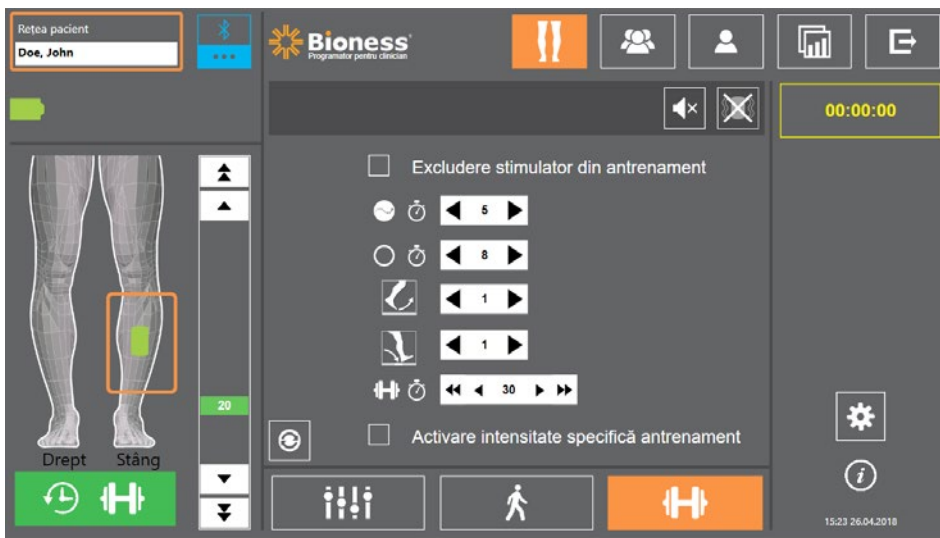 Rețea pacient
Doe, John
Bioness
Programator pentru clinician
00:00:00
Excludere stimulator din antrenament
5
8
1
1
30
20
Activare intensitate specifică antrenament
Drept Stâng
15:23 26.04.2018